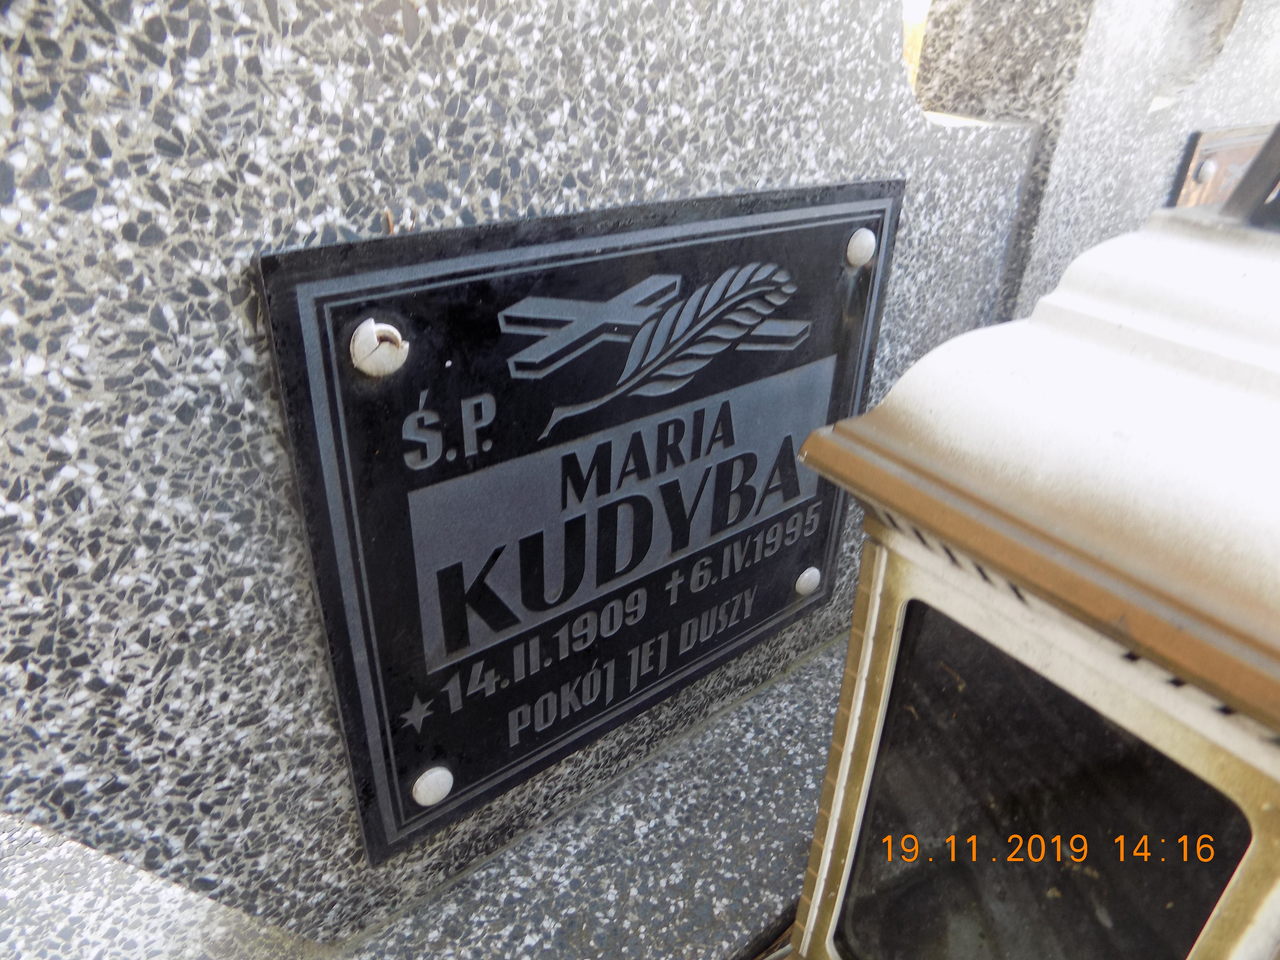 Ś.P.
MARIA
KUDYBA
✶ 14.II.1909 ✝ 6.IV.1995
POKÓJ JEJ DUSZY
19.11.2019 14:16